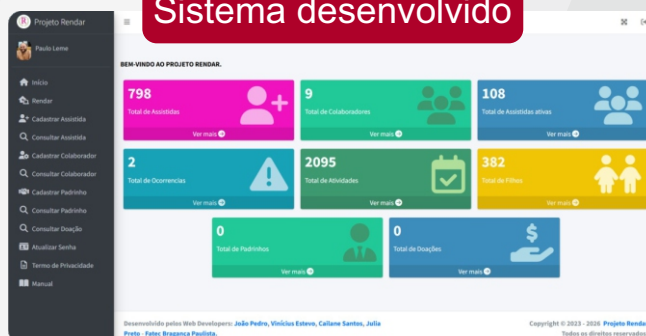 Sistema desenvolvido
R Projeto Rendar
Paulo Leme
Início
Rendar
Cadastrar Assistida
Consultar Assistida
Cadastrar Colaborador
Consultar Colaborador
Cadastrar Padrinho
Consultar Padrinho
Consultar Doação
Atualizar Senha
Termo de Privacidade
Manual
BEM-VINDO AO PROJETO RENDAR.
798
Total de Assistidas
Ver mais
9
Total de Colaboradores
Ver mais
108
Total de Assistidas ativas
Ver mais
2
Total de Ocorrencias
Ver mais
2095
Total de Atividades
Ver mais
382
Total de Filhos
Ver mais
0
Total de Padrinhos
Ver mais
0
Total de Doações
Ver mais
Desenvolvido pelos Web Developers: João Pedro, Vinícius Estevo, Cailane Santos, Julia
Preto - Fatec Bragança Paulista.
Copyright © 2023 - 2026 Projeto Rendar
Todos os direitos reservados